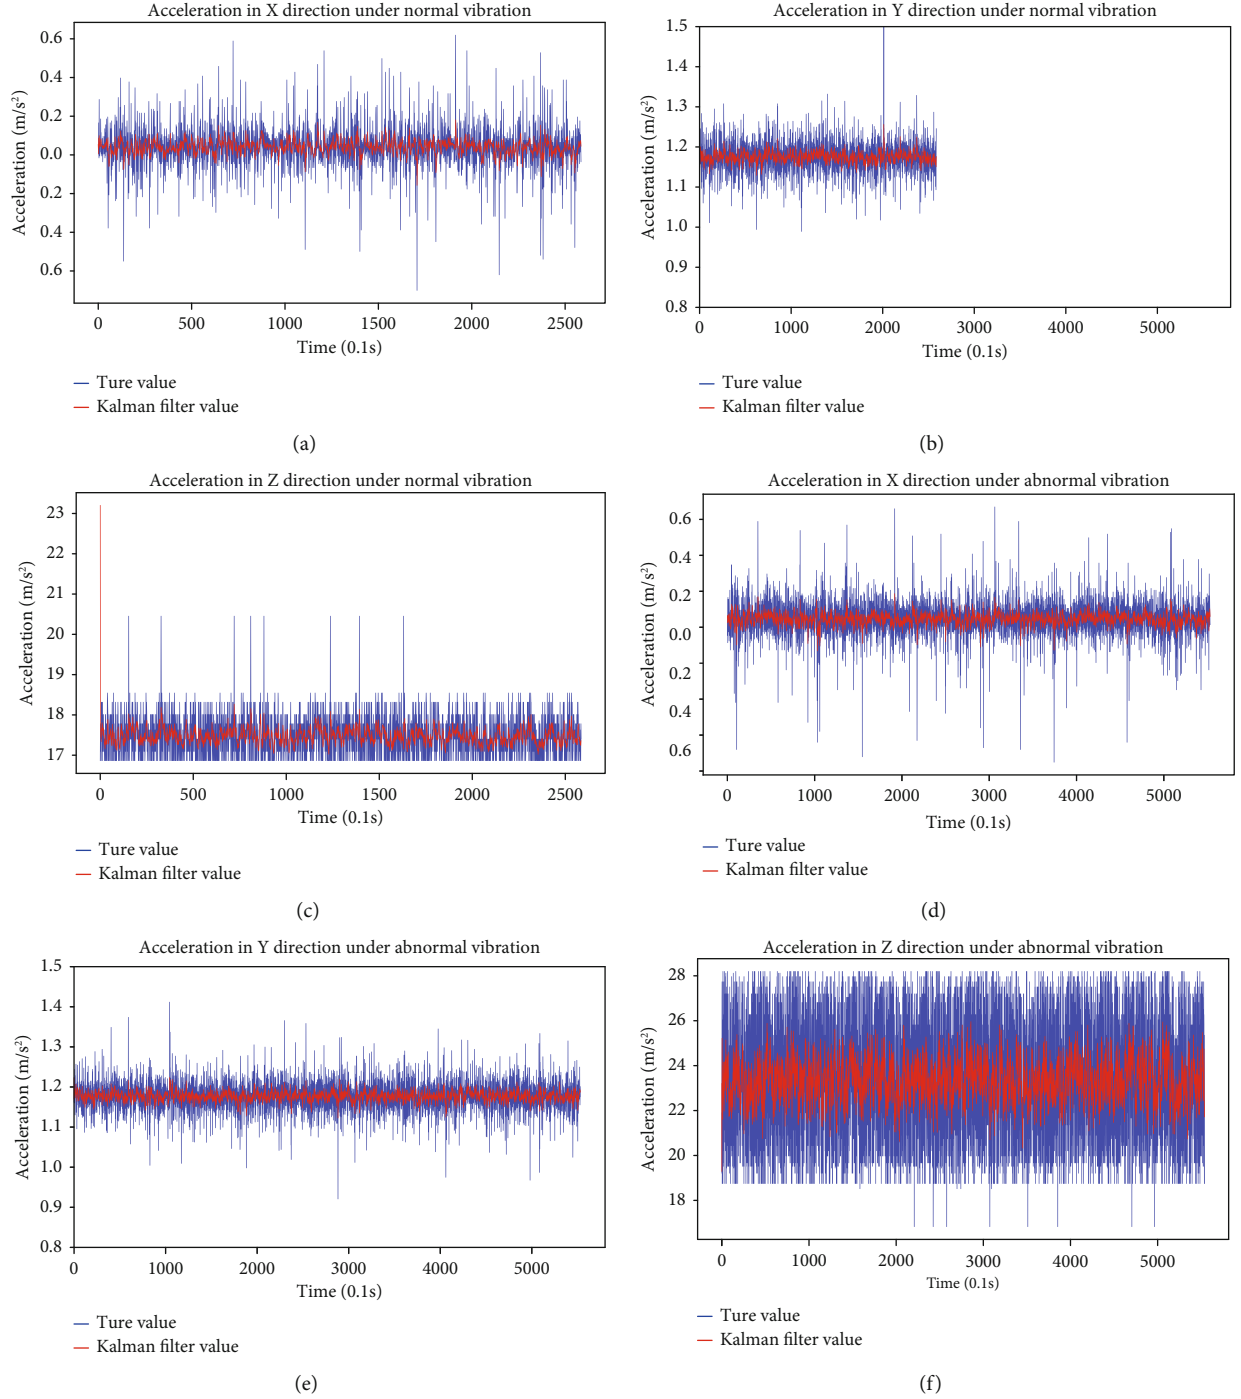 Acceleration in X direction under normal vibration
Acceleration (m/s²)
0.6
0.4
0.2
0.0
0.2
0.4
0.6
0 500 1000 1500 2000 2500
Time (0.1s)
Ture value
Kalman filter value
(a)
Acceleration in Y direction under normal vibration
Acceleration (m/s²)
1.5
1.4
1.3
1.2
1.1
1.0
0.9
0.8
0 1000 2000 3000 4000 5000
Time (0.1s)
Ture value
Kalman filter value
(b)
Acceleration in Z direction under normal vibration
Acceleration (m/s²)
23
22
21
20
19
18
17
0 500 1000 1500 2000 2500
Time (0.1s)
Ture value
Kalman filter value
(c)
Acceleration in X direction under abnormal vibration
Acceleration (m/s²)
0.6
0.4
0.2
0.0
0.2
0.4
0.6
0 1000 2000 3000 4000 5000
Time (0.1s)
Ture value
Kalman filter value
(d)
Acceleration in Y direction under abnormal vibration
Acceleration (m/s²)
1.5
1.4
1.3
1.2
1.1
1.0
0.9
0.8
0 1000 2000 3000 4000 5000
Time (0.1s)
Ture value
Kalman filter value
(e)
Acceleration in Z direction under abnormal vibration
Acceleration (m/s²)
28
26
24
22
20
18
0 1000 2000 3000 4000 5000
Time (0.1s)
Ture value
Kalman filter value
(f)